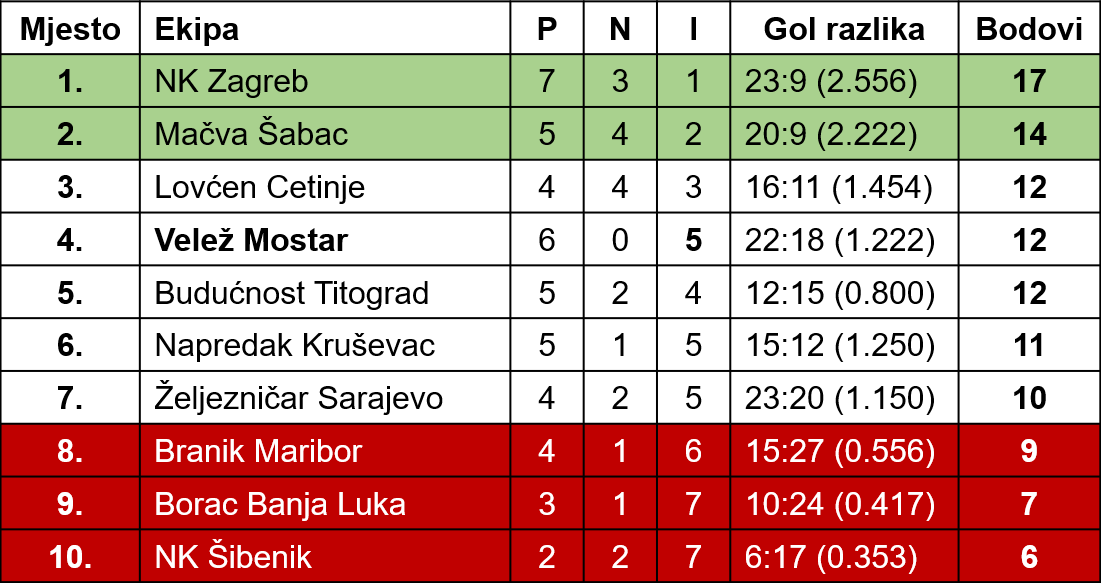 Mjesto Ekipa P N I Gol razlika Bodovi
1. NK Zagreb 7 3 1 23:9 (2.556) 17
2. Mačva Šabac 5 4 2 20:9 (2.222) 14
3. Lovćen Cetinje 4 4 3 16:11 (1.454) 12
4. Velež Mostar 6 0 5 22:18 (1.222) 12
5. Budućnost Titograd 5 2 4 12:15 (0.800) 12
6. Napredak Kruševac 5 1 5 15:12 (1.250) 11
7. Željezničar Sarajevo 4 2 5 23:20 (1.150) 10
8. Branik Maribor 4 1 6 15:27 (0.556) 9
9. Borac Banja Luka 3 1 7 10:24 (0.417) 7
10. NK Šibenik 2 2 7 6:17 (0.353) 6